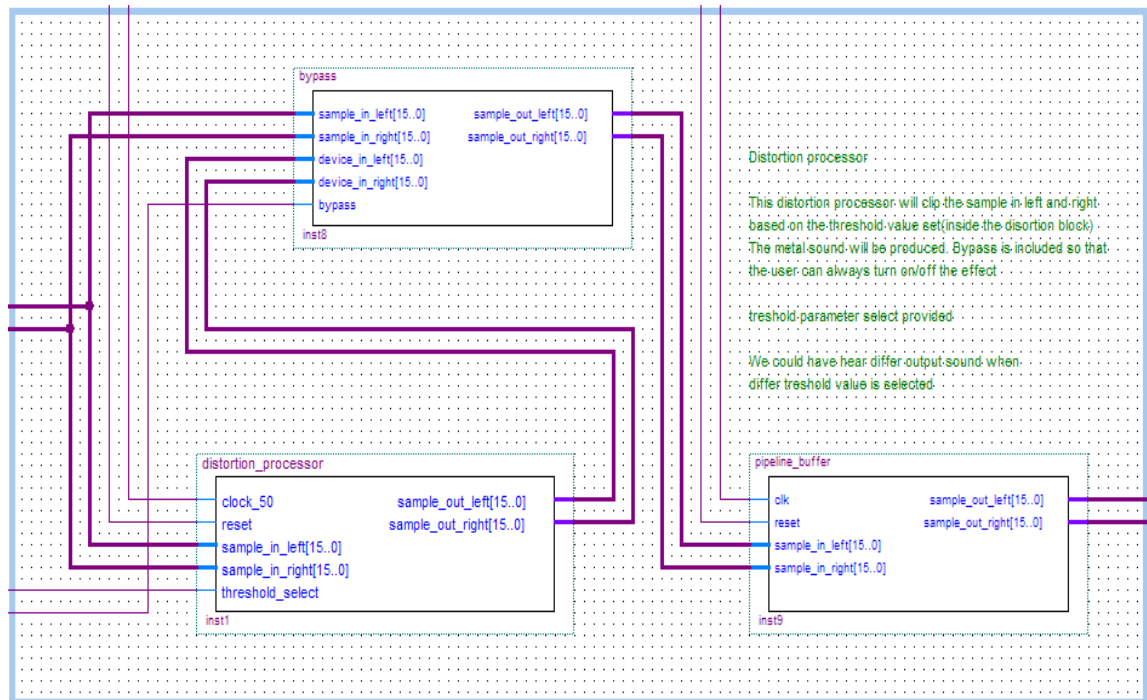 bypass
sample_in_left[15..0] sample_out_left[15..0]
sample_in_right[15..0] sample_out_right[15..0]
device_in_left[15..0]
device_in_right[15..0]
bypass
inst8
Distortion processor
This distortion processor will clip the sample in left and right
based on the threshold value set(inside the disortion block)
The metal sound will be produced. Bypass is included so that
the user can always turn on/off the effect
treshold parameter select provided
We could have hear differ output sound when
differ treshold value is selected
distortion_processor
clock_50 sample_out_left[15..0]
reset sample_out_right[15..0]
sample_in_left[15..0]
sample_in_right[15..0]
threshold_select
inst1
pipeline_buffer
clk sample_out_left[15..0]
reset sample_out_right[15..0]
sample_in_left[15..0]
sample_in_right[15..0]
inst9